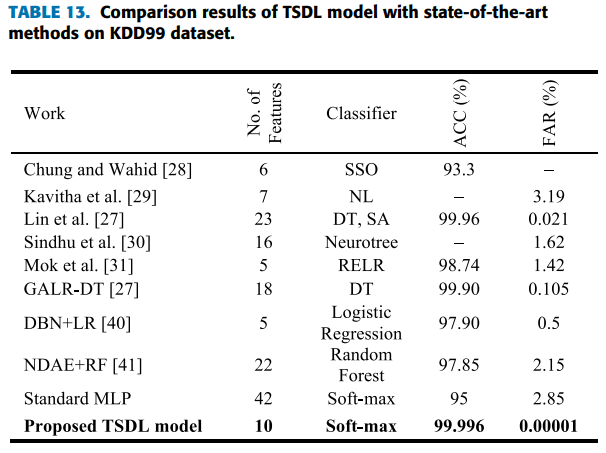 TABLE 13. Comparison results of TSDL model with state-of-the-art
methods on KDD99 dataset.
Work No. of Features Classifier ACC (%) FAR (%)
Chung and Wahid [28] 6 SSO 93.3 –
Kavitha et al. [29] 7 NL – 3.19
Lin et al. [27] 23 DT, SA 99.96 0.021
Sindhu et al. [30] 16 Neurotree – 1.62
Mok et al. [31] 5 RELR 98.74 1.42
GALR-DT [27] 18 DT 99.90 0.105
DBN+LR [40] 5 Logistic Regression 97.90 0.5
NDAE+RF [41] 22 Random Forest 97.85 2.15
Standard MLP 42 Soft-max 95 2.85
Proposed TSDL model 10 Soft-max 99.996 0.00001